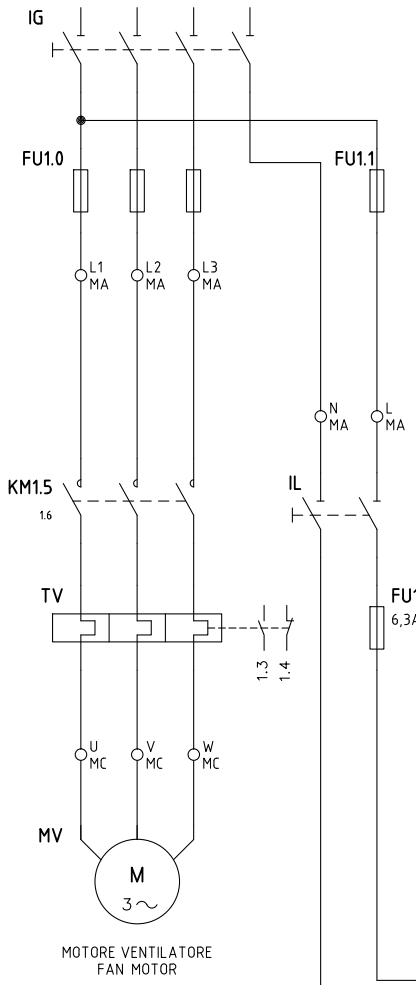 IG
FU1.0
FU1.1
L1
MA
L2
MA
L3
MA
N
MA
L
MA
KM1.5
1.6
IL
TV
1.3
1.4
6,3A
U
MC
V
MC
W
MC
MV
M
3~
MOTORE VENTILATORE
FAN MOTOR